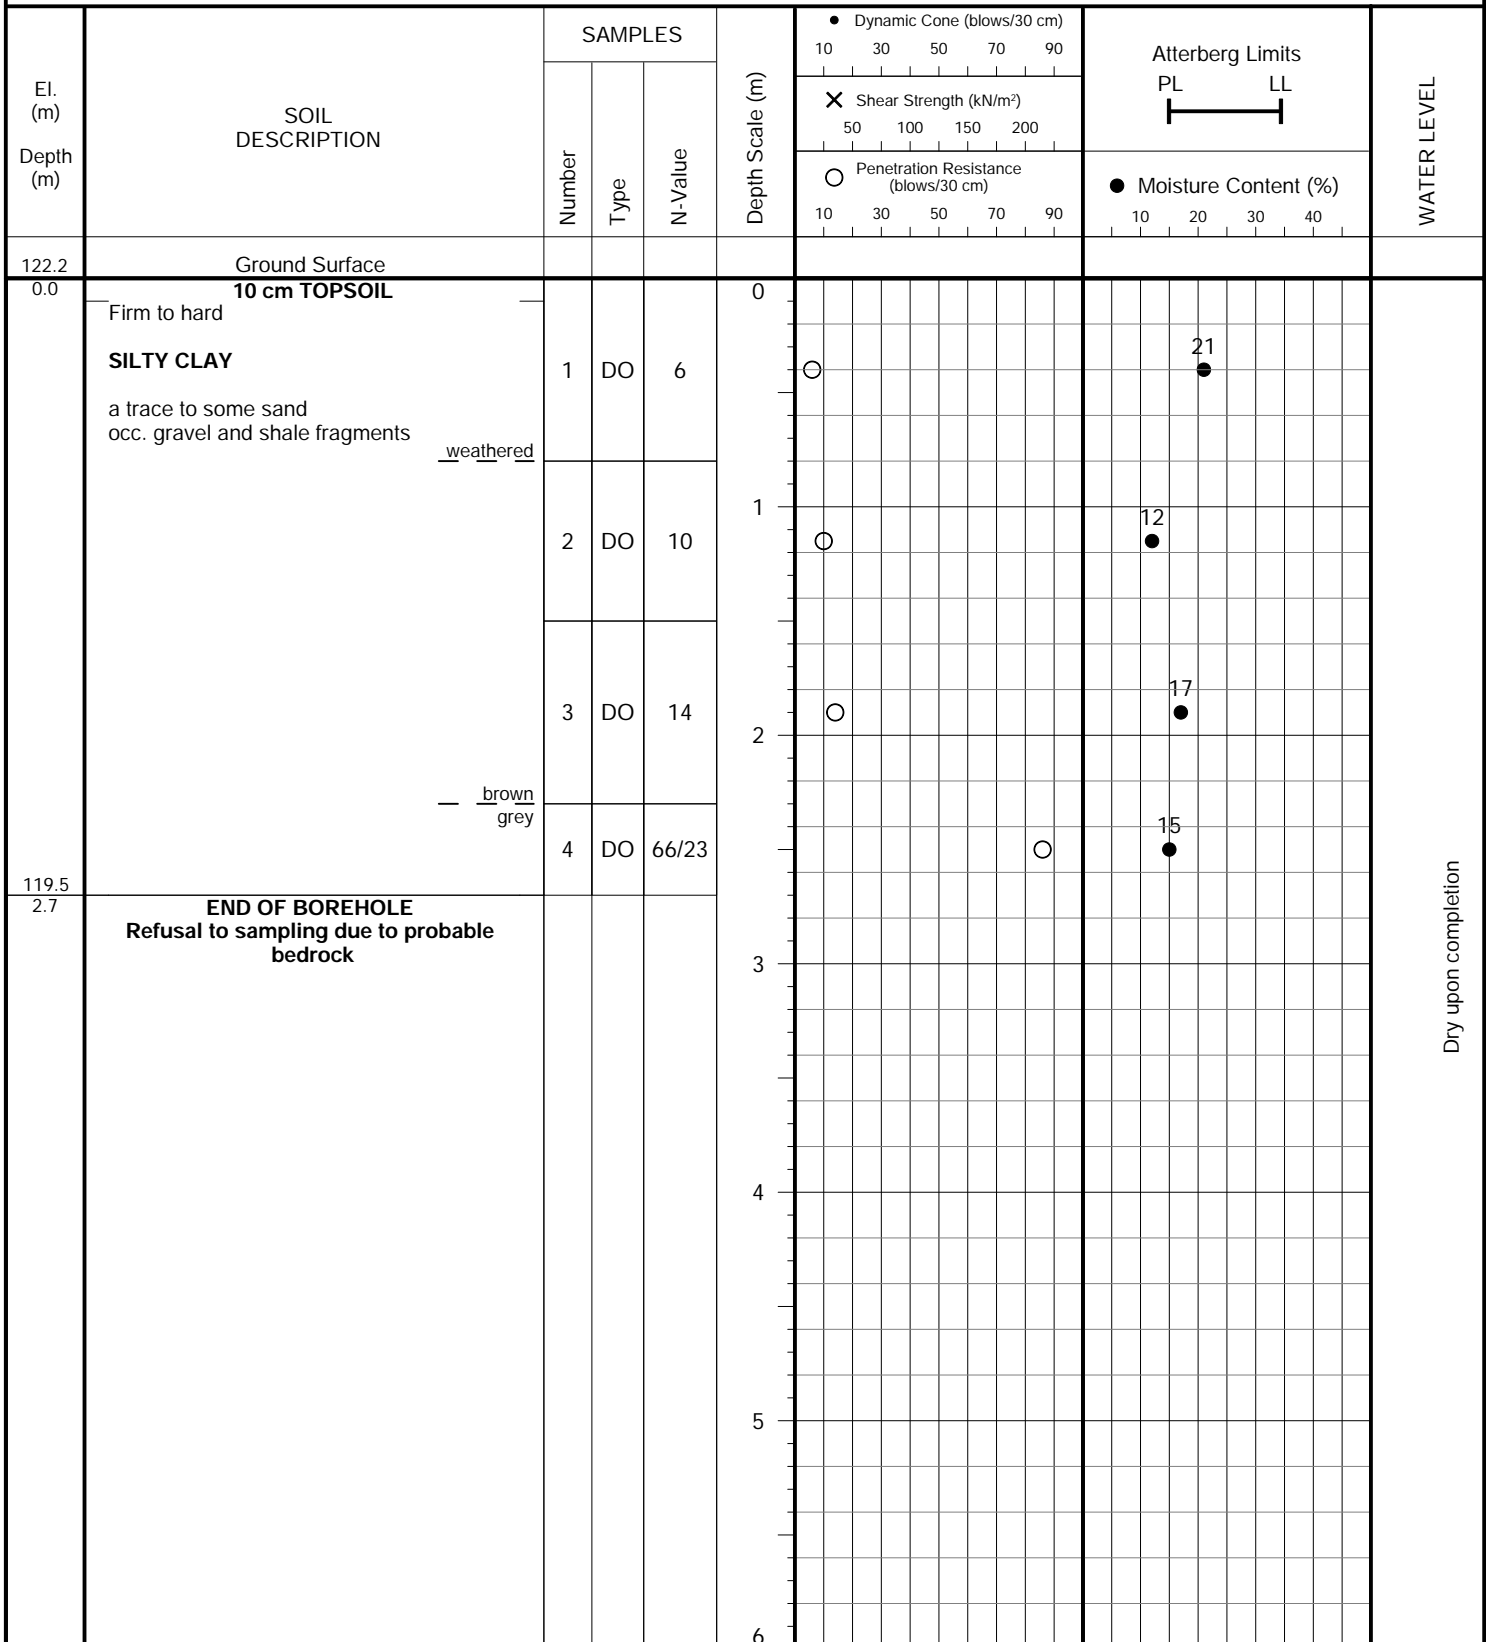 El.
(m)
Depth
(m)
SOIL
DESCRIPTION
SAMPLES
Number
Type
N-Value
Depth Scale (m)
Dynamic Cone (blows/30 cm)
10 30 50 70 90
Shear Strength (kN/m²)
50 100 150 200
Penetration Resistance
(blows/30 cm)
10 30 50 70 90
Atterberg Limits
PL LL
Moisture Content (%)
10 20 30 40
WATER LEVEL
122.2 Ground Surface
0.0 10 cm TOPSOIL 0
Firm to hard
SILTY CLAY
a trace to some sand
occ. gravel and shale fragments
weathered
1 DO 6 21
1
2 DO 10 12
3 DO 14 17
2
brown
grey
4 DO 66/23 15
119.5
2.7 END OF BOREHOLE
Refusal to sampling due to probable
bedrock
3
4
5
6
Dry upon completion